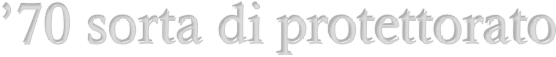 ’70 sorta di protettorato